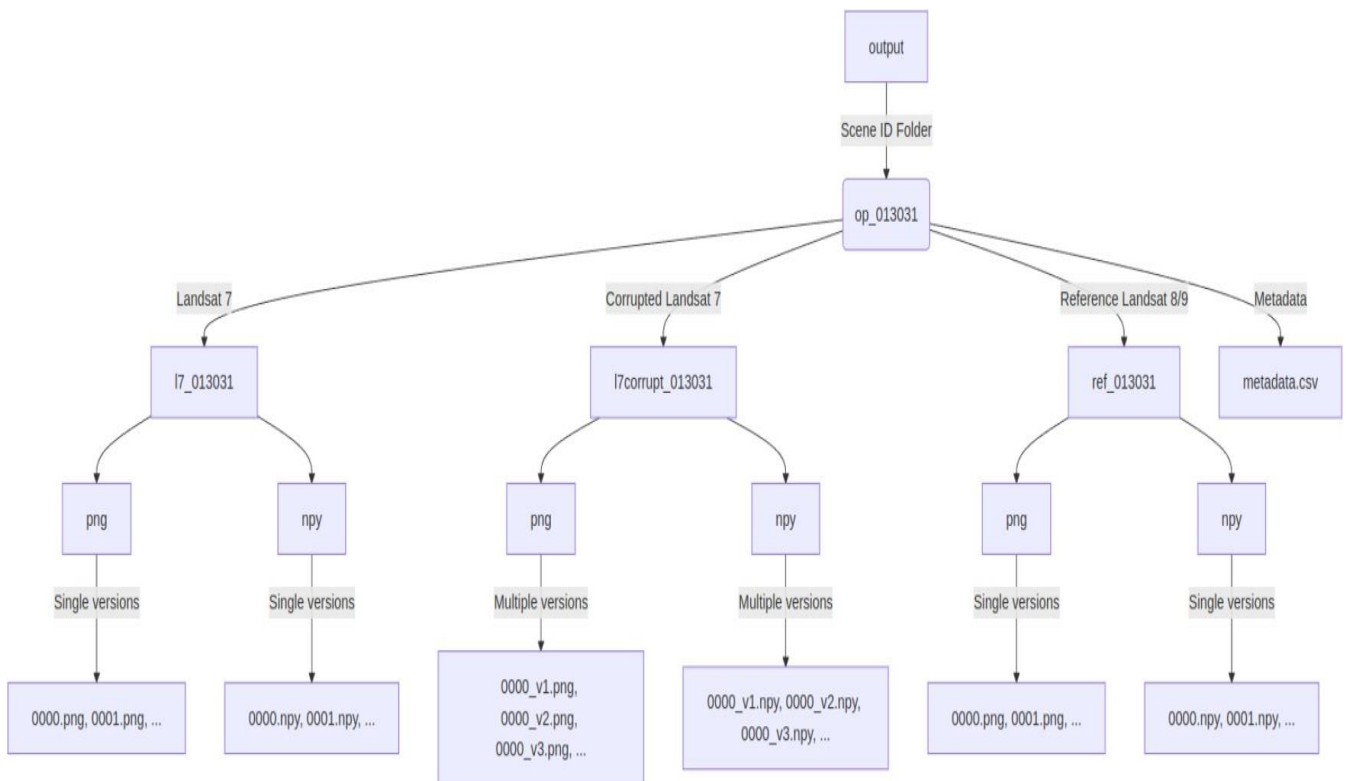 output
Scene ID Folder
op_013031
Landsat 7
Corrupted Landsat 7
Reference Landsat 8/9
Metadata
l7_013031
l7corrupt_013031
ref_013031
metadata.csv
png
npy
png
npy
png
npy
Single versions
Single versions
Multiple versions
Multiple versions
Single versions
Single versions
0000.png, 0001.png, ...
0000.npy, 0001.npy, ...
0000_v1.png,
0000_v2.png,
0000_v3.png, ...
0000_v1.npy, 0000_v2.npy,
0000_v3.npy, ...
0000.png, 0001.png, ...
0000.npy, 0001.npy, ...